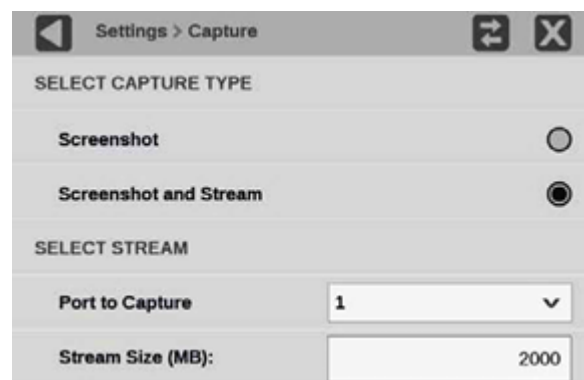 Settings > Capture
SELECT CAPTURE TYPE
Screenshot
Screenshot and Stream
SELECT STREAM
Port to Capture 1
Stream Size (MB): 2000